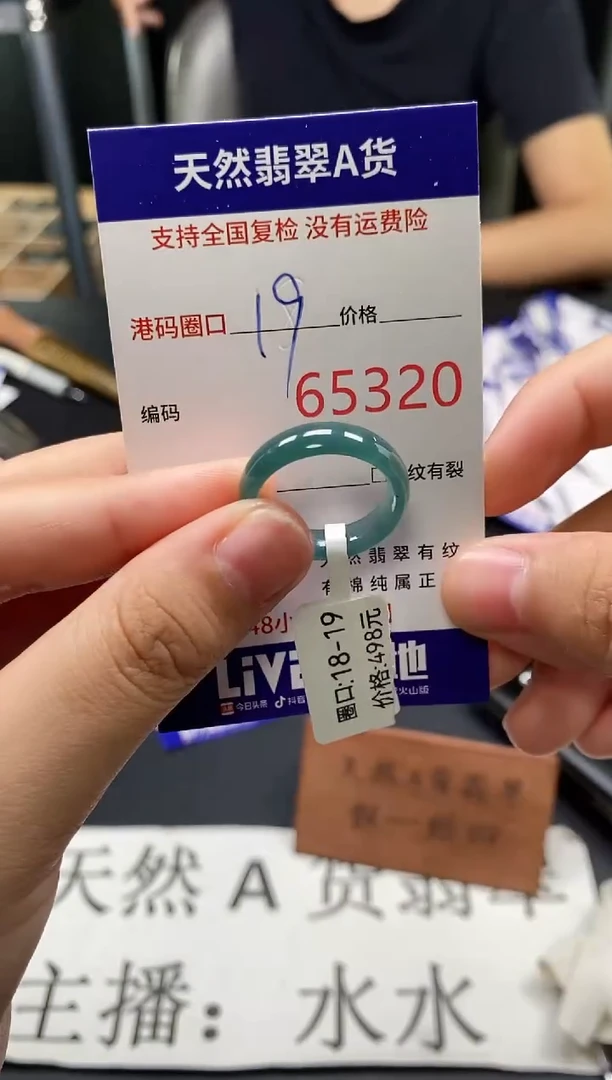 天然翡翠A货
支持全国复检 没有运费险
港码圈口 19 价格
编码 65320
纹有裂
然翡翠有纹
有棉纯属正
48小
LiV 地
今日头条 抖音 火山版
圈口:18-19
价格:498元
天然A货翡翠
主播：水水